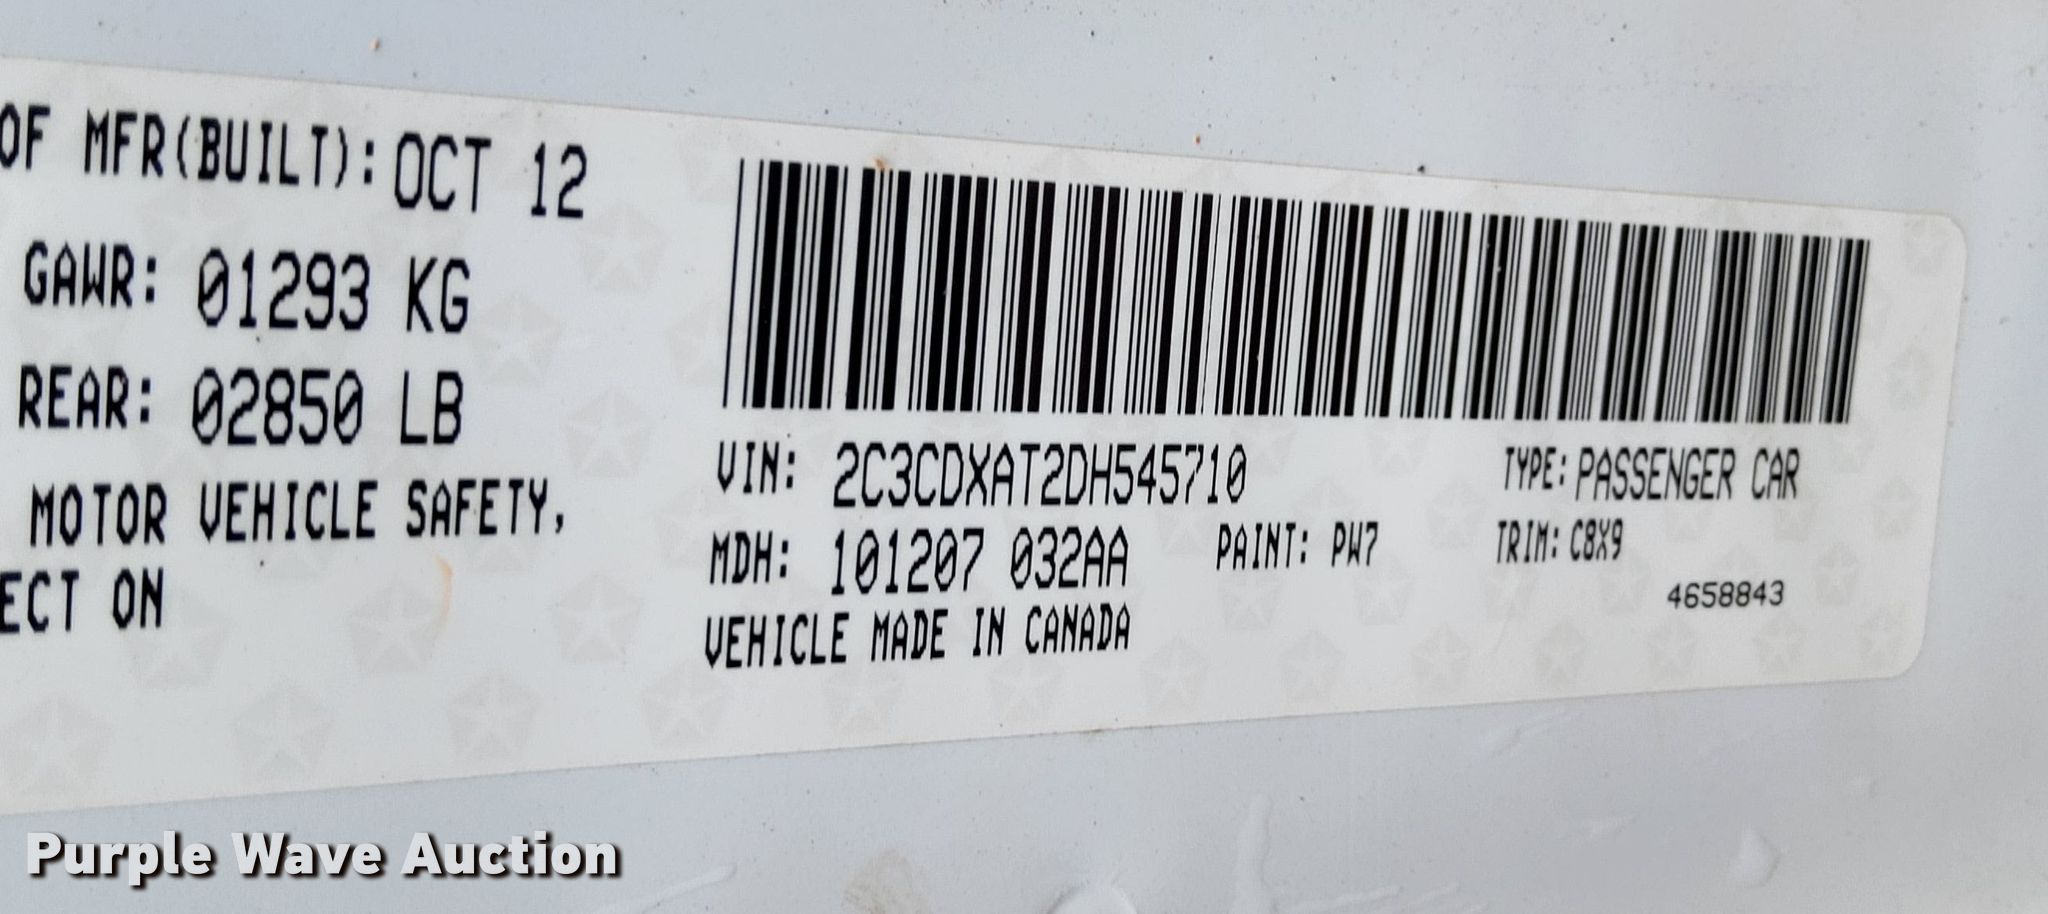 OF MFR(BUILT): OCT 12
GAWR: 01293 KG
REAR: 02850 LB
MOTOR VEHICLE SAFETY,
ECT ON
VIN: 2C3CDXAT2DH545710
TYPE: PASSENGER CAR
MDH: 101207 032AA
PAINT: PW7
TRIM: C8X9
4658843
VEHICLE MADE IN CANADA
Purple Wave Auction